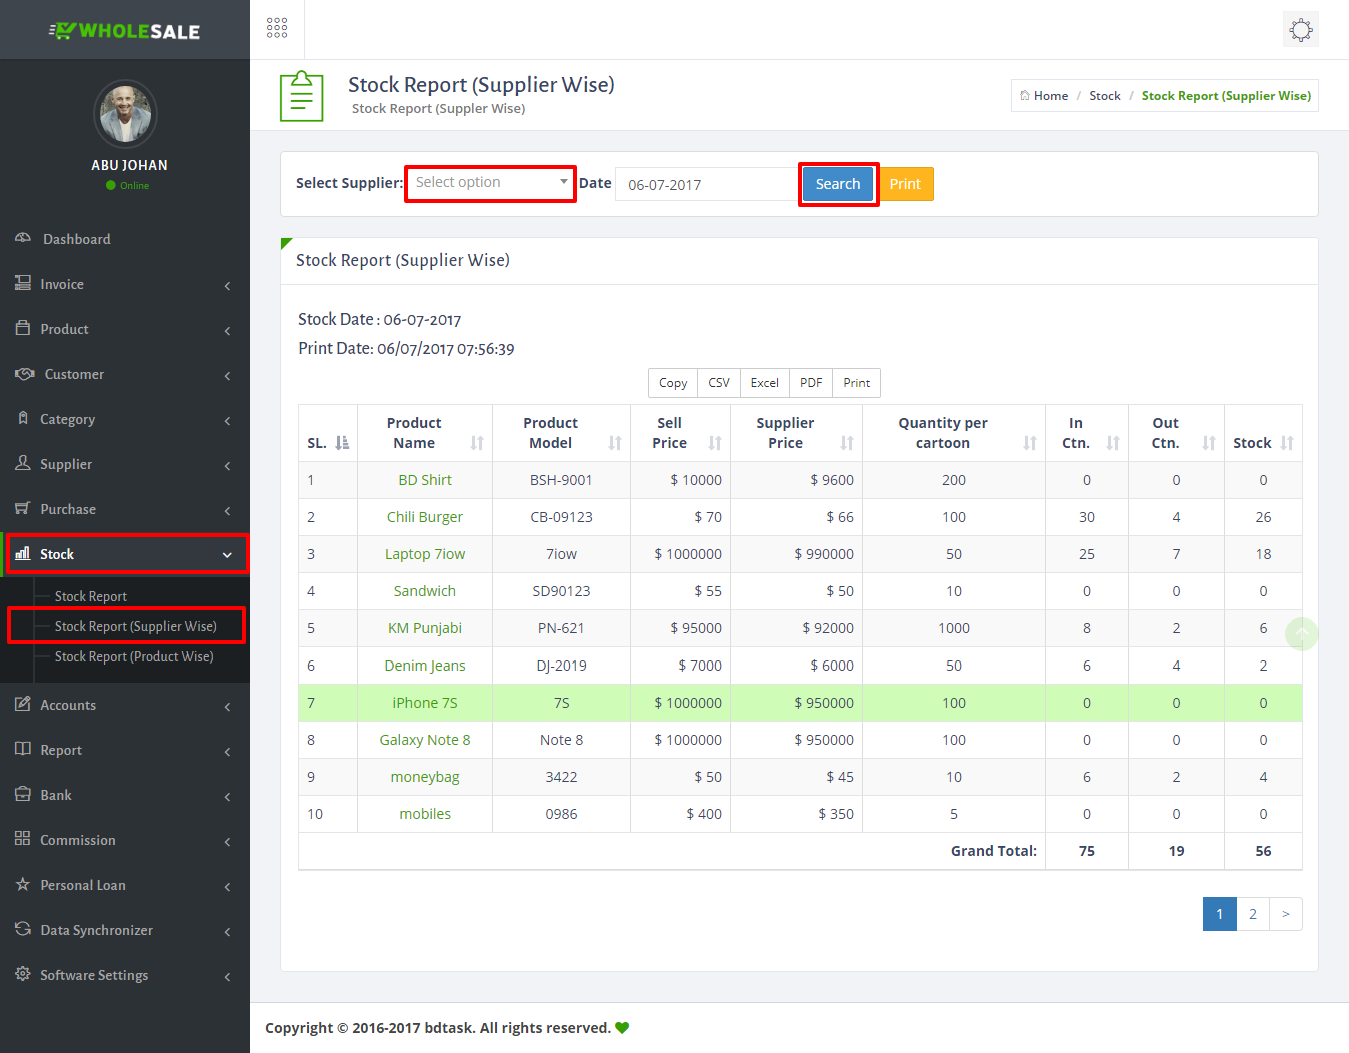 WHOLESALE
ABU JOHAN
Online
Dashboard
Invoice
Product
Customer
Category
Supplier
Purchase
Stock
Stock Report
Stock Report (Supplier Wise)
Stock Report (Product Wise)
Accounts
Report
Bank
Commission
Personal Loan
Data Synchronizer
Software Settings
Stock Report (Supplier Wise)
Stock Report (Suppler Wise)
Home / Stock / Stock Report (Supplier Wise)
Select Supplier: Select option Date 06-07-2017 Search Print
Stock Report (Supplier Wise)
Stock Date : 06-07-2017
Print Date: 06/07/2017 07:56:39
Copy CSV Excel PDF Print
SL. Product Name Product Model Sell Price Supplier Price Quantity per cartoon In Ctn. Out Ctn. Stock
1 BD Shirt BSH-9001 $ 10000 $ 9600 200 0 0 0
2 Chili Burger CB-09123 $ 70 $ 66 100 30 4 26
3 Laptop 7iow 7iow $ 1000000 $ 990000 50 25 7 18
4 Sandwich SD90123 $ 55 $ 50 10 0 0 0
5 KM Punjabi PN-621 $ 95000 $ 92000 1000 8 2 6
6 Denim Jeans DJ-2019 $ 7000 $ 6000 50 6 4 2
7 iPhone 7S 7S $ 1000000 $ 950000 100 0 0 0
8 Galaxy Note 8 Note 8 $ 1000000 $ 950000 100 0 0 0
9 moneybag 3422 $ 50 $ 45 10 6 2 4
10 mobiles 0986 $ 400 $ 350 5 0 0 0
Grand Total: 75 19 56
1 2 >
Copyright © 2016-2017 bdtask. All rights reserved.